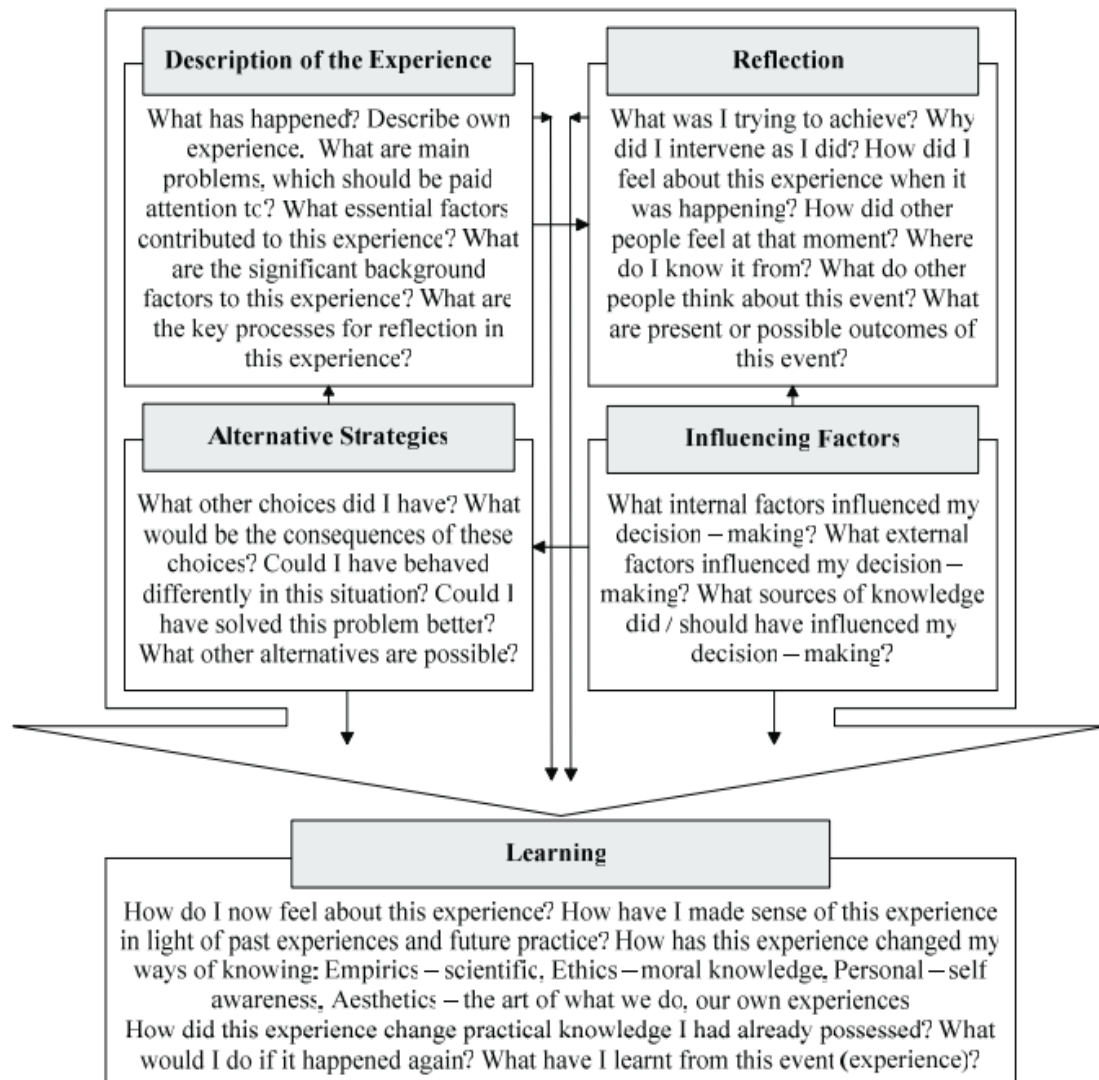 Description of the Experience
What has happened? Describe own
experience. What are main
problems, which should be paid
attention tc? What essential factors
contributed to this experience? What
are the significant background
factors to this experience? What are
the key processes for reflection in
this experience?
Reflection
What was I trying to achieve? Why
did I intervene as I did? How did I
feel about this experience when it
was happening? How did other
people feel at that moment? Where
do I know it from? What do other
people think about this event? What
are present or possible outcomes of
this event?
Alternative Strategies
What other choices did I have? What
would be the consequences of these
choices? Could I have behaved
differently in this situation? Could I
have solved this problem better?
What other alternatives are possible?
Influencing Factors
What internal factors influenced my
decision – making? What external
factors influenced my decision –
making? What sources of knowledge
did / should have influenced my
decision – making?
Learning
How do I now feel about this experience? How have I made sense of this experience
in light of past experiences and future practice? How has this experience changed my
ways of knowing: Empirics – scientific, Ethics – moral knowledge, Personal – self
awareness, Aesthetics – the art of what we do, our own experiences
How did this experience change practical knowledge I had already possessed? What
would I do if it happened again? What have I learnt from this event (experience)?